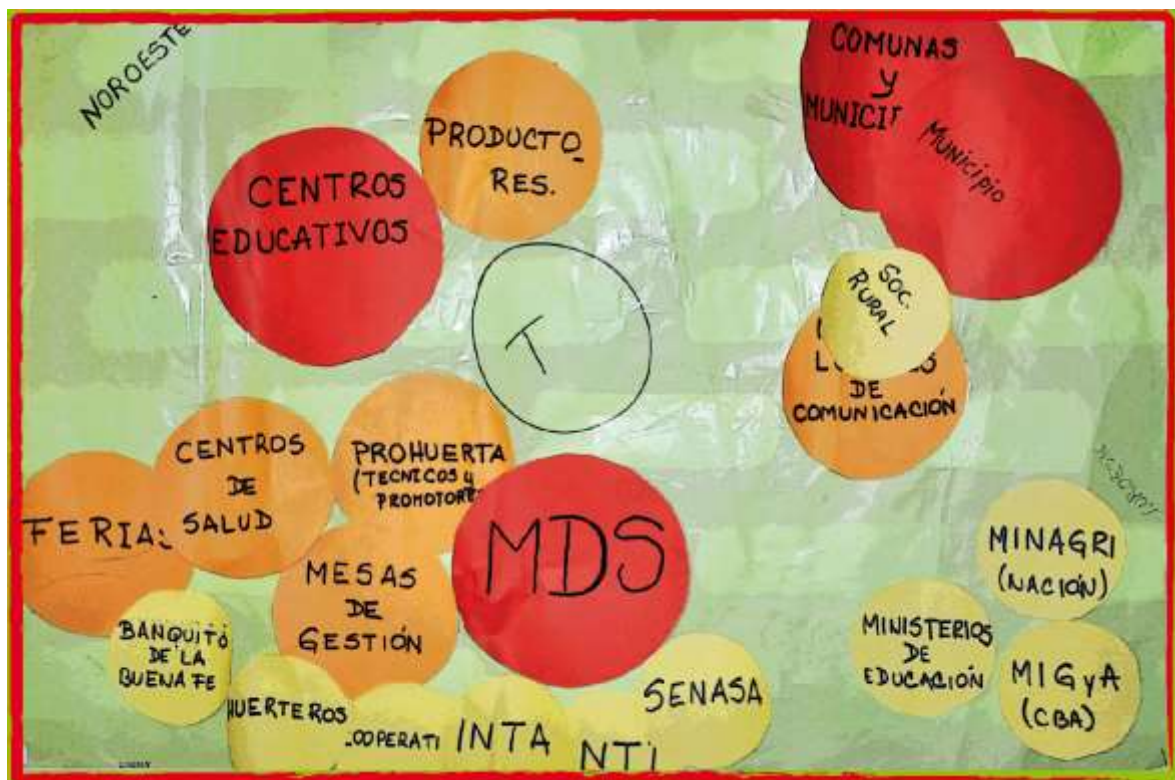 NOROESTE
COMUNAS
Y
MUNICI
Municipio
PRODUCTO_
RES.
CENTROS
EDUCATIVOS
SOC.
RURAL
T
DE
COMUNICACIÓN
CENTROS
DE
SALUD
PROHUERTA
(TECNICOS y
PROMOTORE
FERIA
MDS
MESAS
DE
GESTIÓN
MINAGRI
(NACIÓN)
BANQUITO
DE LA
BUENA FE
MINISTERIOS
DE
EDUCACIÓN
MIGyA
(CBA)
SENASA
HUERTEROS
COOPERATI
INTA
NTI